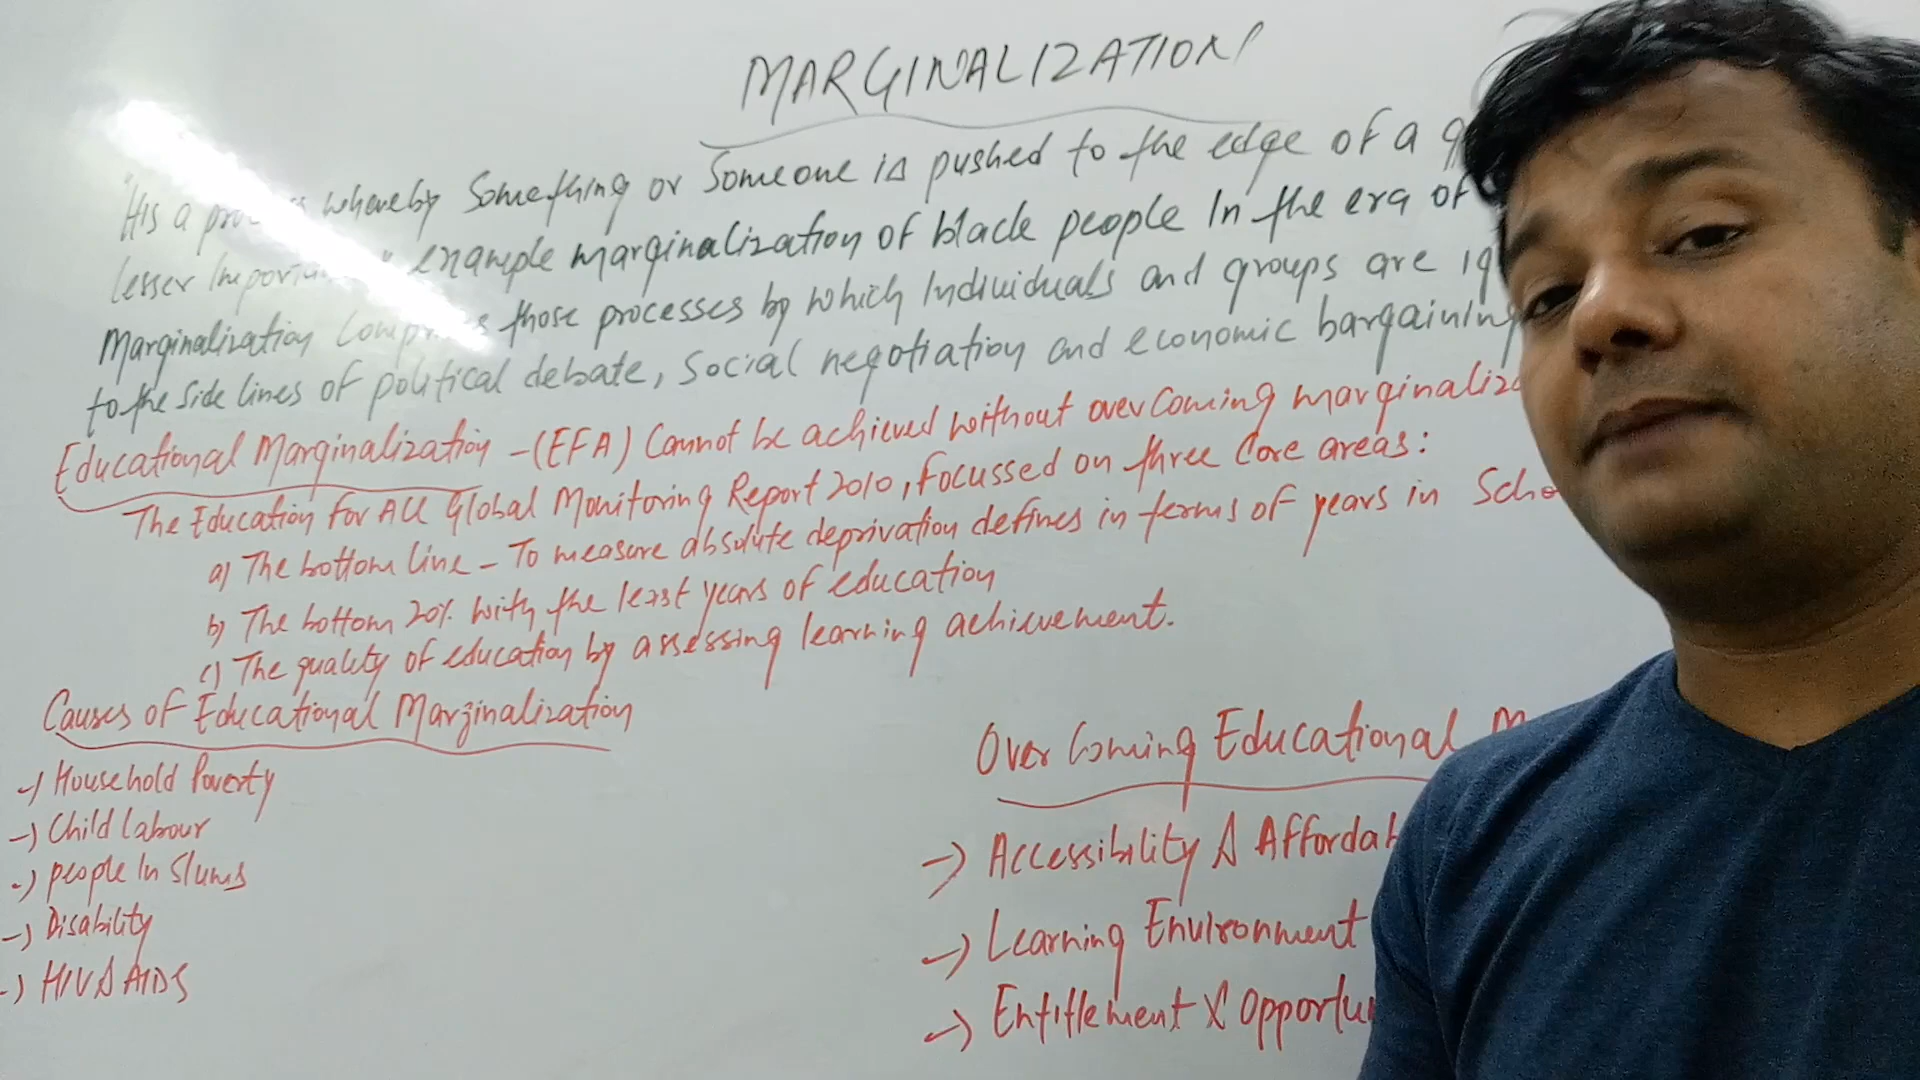 MARGINALIZATION
"It is a process whereby Something or Someone is pushed to the edge of a
lesser importance" example marginalization of black people In the era of
Marginalization Comprises those processes by which Individuals and groups are
to the side lines of political debate, Social negotiation and economic bargaining
Educational Marginalization - (EFA) Cannot be achieved without overcoming
The Education For All Global Monitoring Report 2010, Focussed on three Core areas:
a) The bottom line - To measure absolute deprivation defines in terms of years in
b) The bottom 20% with the least years of education
c) The quality of education by assessing learning achievement.
Causes of Educational Marginalization
-) Household Poverty
-) Child labour
-) people In Slums
-) Disability
-) HIV & AIDS
Over Coming Educational
-> Accessibility &
-> Learning Environment
-> Entitlement &